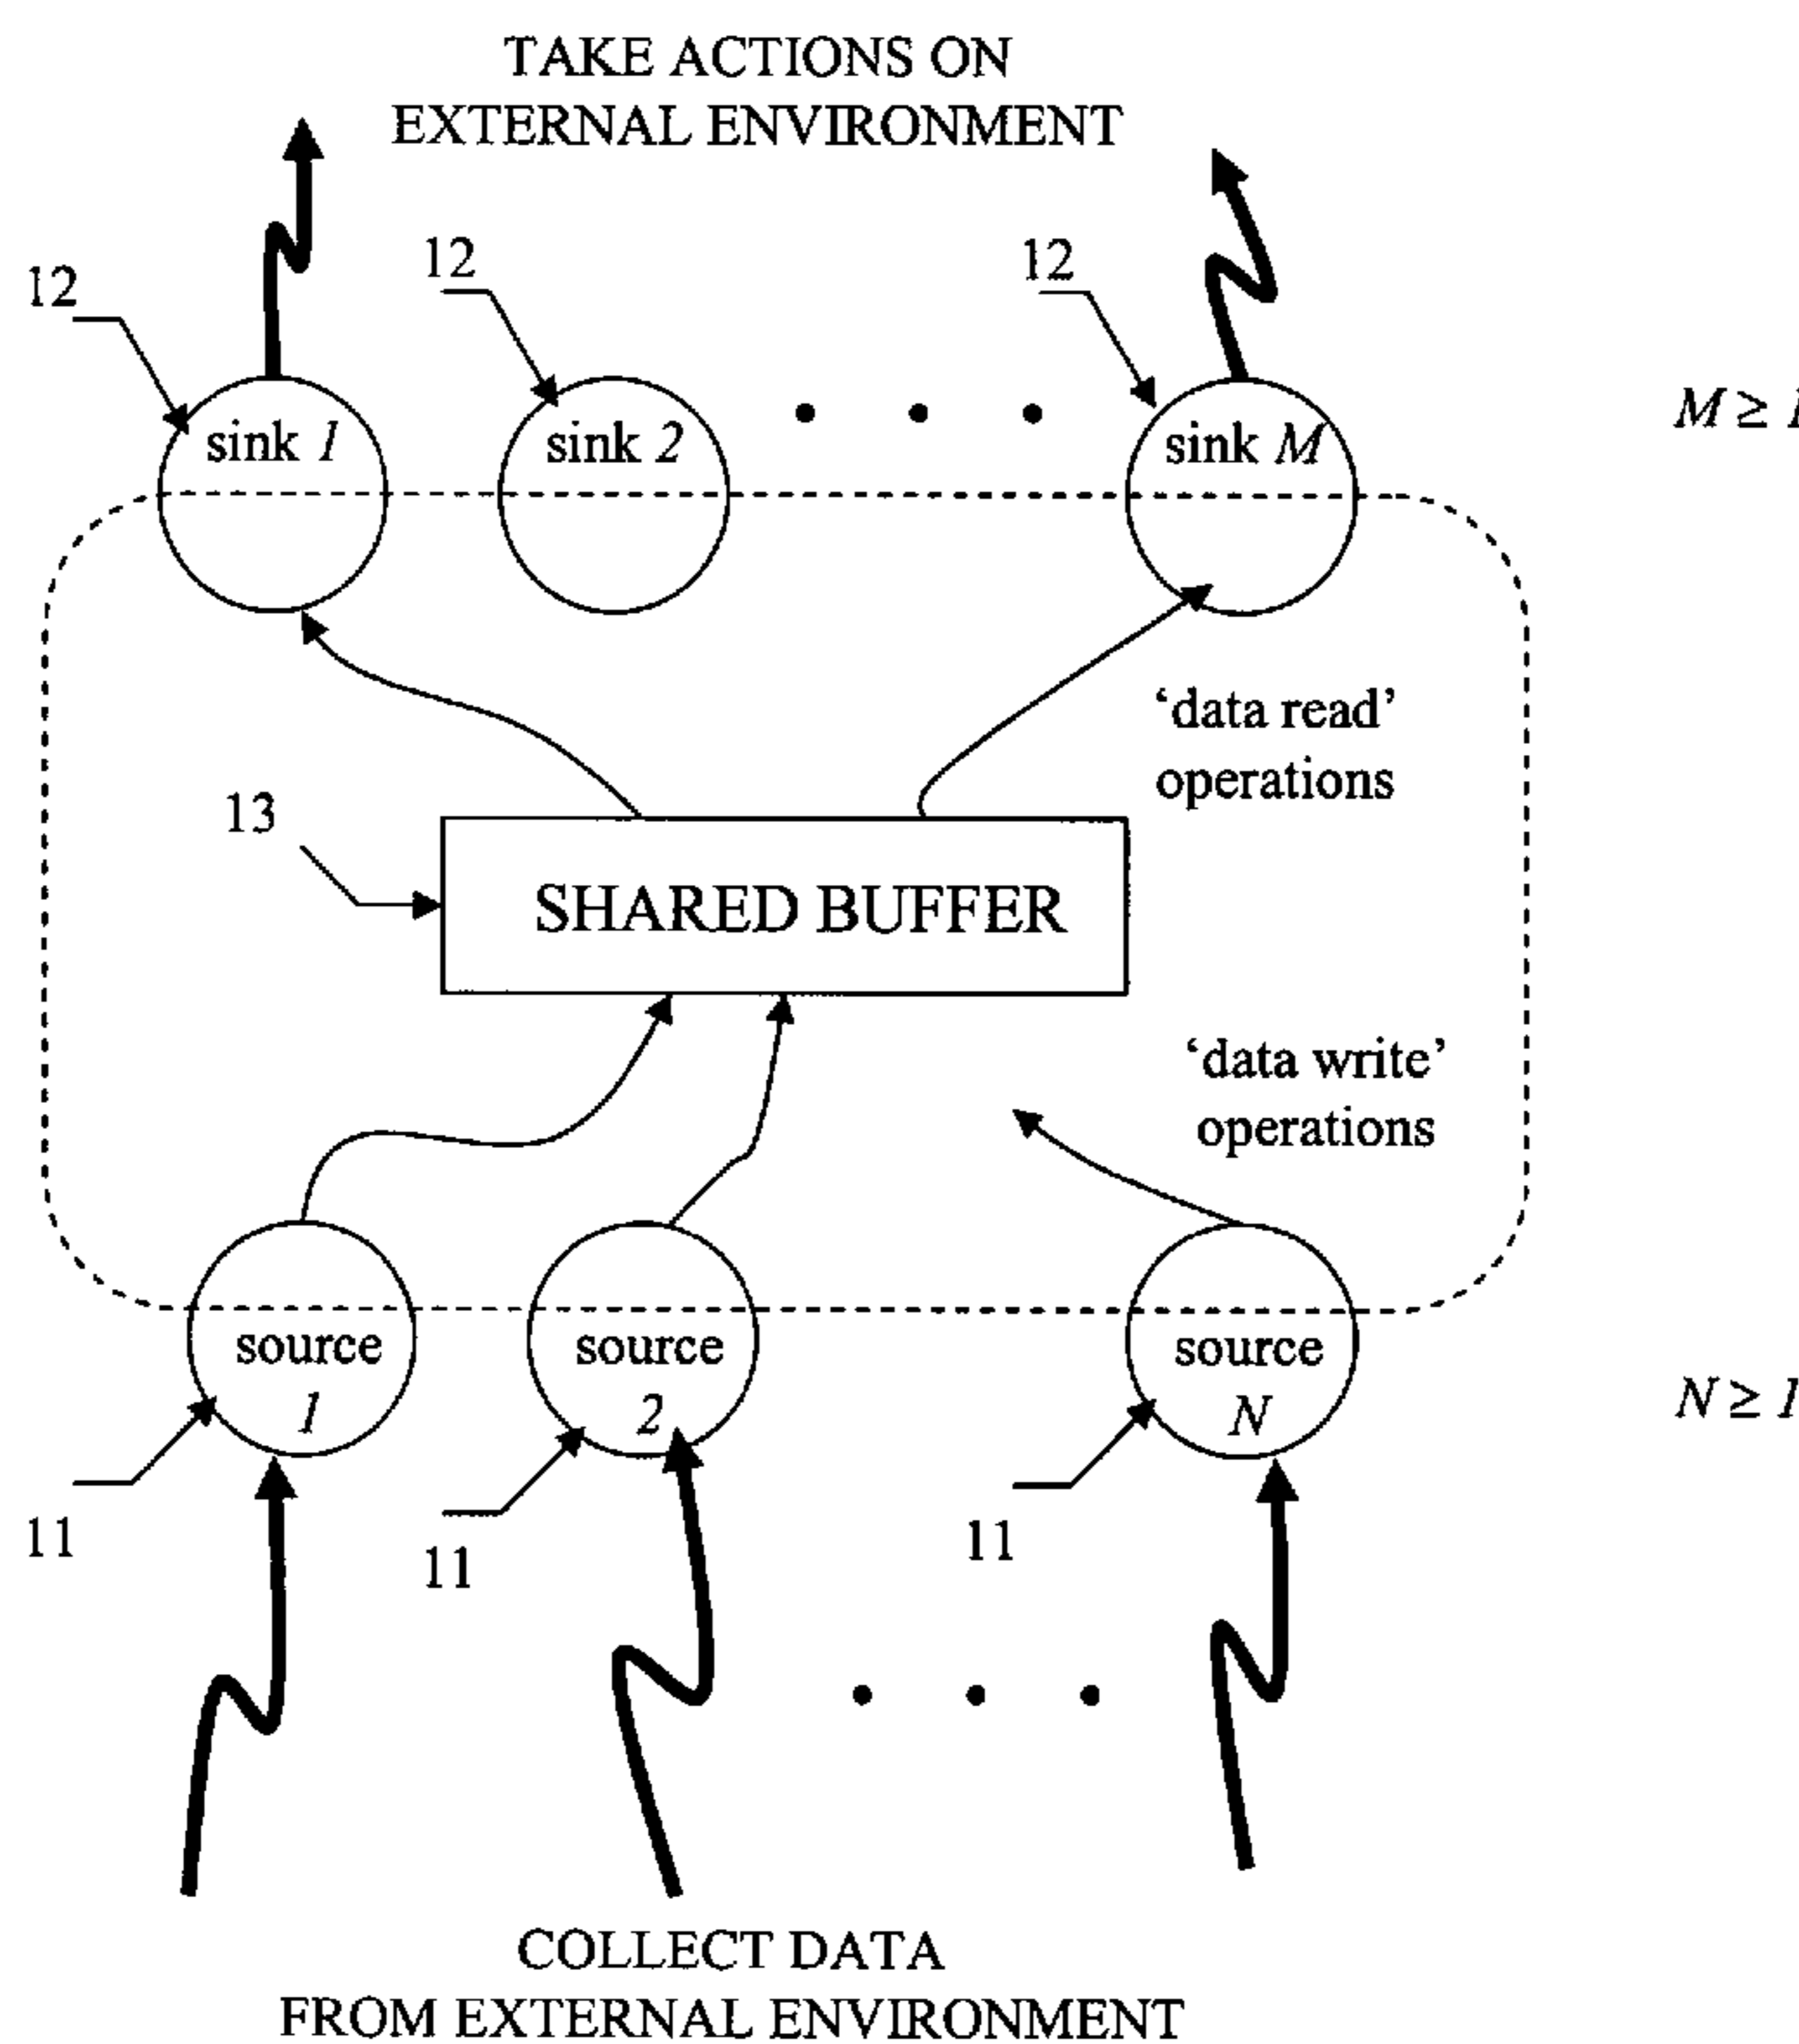 TAKE ACTIONS ON
EXTERNAL ENVIRONMENT
12
12
12
sink 1
sink 2
sink M
M ≥ 1
‘data read’
operations
13
SHARED BUFFER
‘data write’
operations
source
1
source
2
source
N
N ≥ 1
11
11
11
COLLECT DATA
FROM EXTERNAL ENVIRONMENT